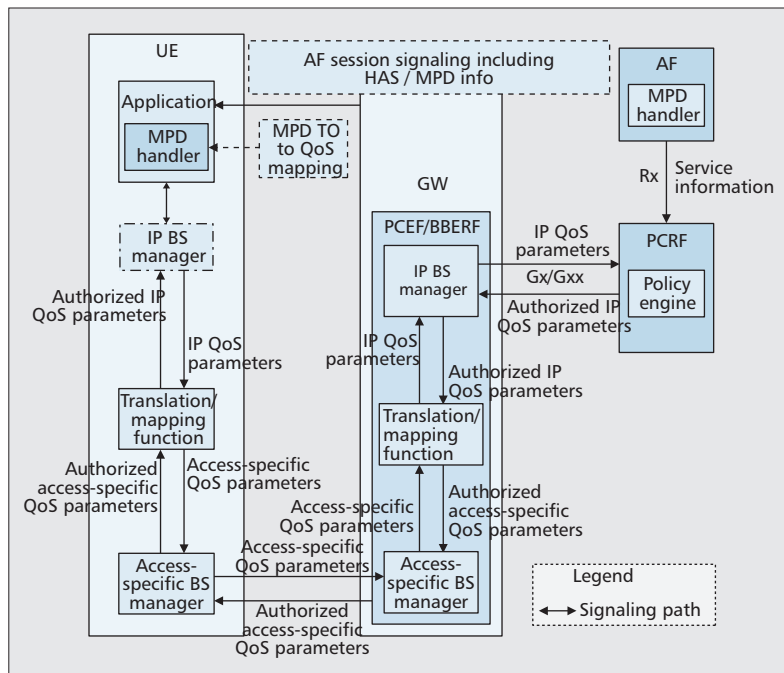 UE
AF session signaling including
HAS / MPD info
AF
MPD
handler
Application
MPD
handler
MPD TO
to QoS
mapping
Rx
Service
information
GW
IP BS
manager
PCEF/BBERF
IP BS
manager
IP QoS
parameters
Gx/Gxx
Authorized IP
QoS parameters
PCRF
Policy
engine
Authorized IP
QoS parameters
IP QoS
parameters
IP QoS
parameters
Authorized IP
QoS parameters
Translation/
mapping
function
Translation/
mapping
function
Authorized
access-specific
QoS parameters
Access-specific
QoS parameters
Access-specific
QoS parameters
Authorized
access-specific
QoS parameters
Access-
specific BS
manager
Access-specific
QoS parameters
Authorized
access-specific
QoS parameters
Access-
specific BS
manager
Legend
Signaling path